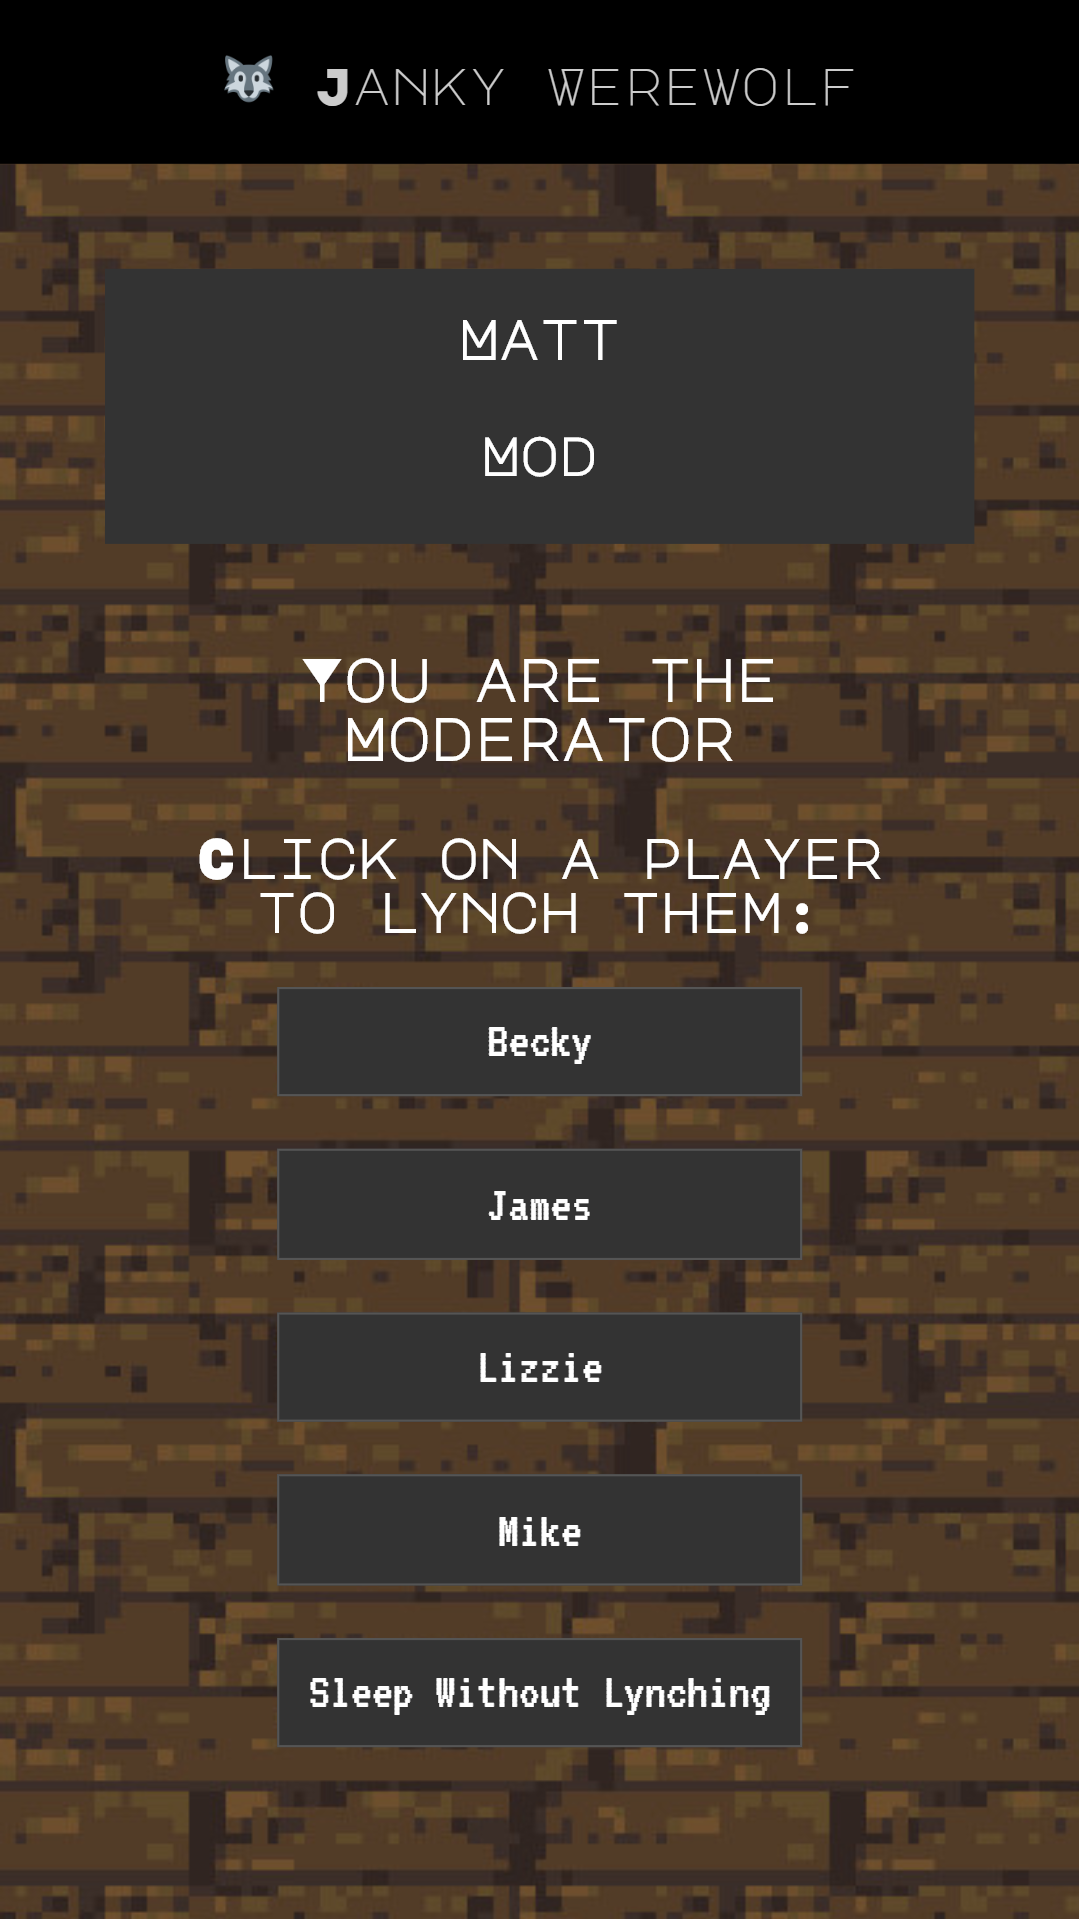 Janky Werewolf
Matt
Mod
You are the
Moderator
Click on a player
to lynch them:
Becky
James
Lizzie
Mike
Sleep Without Lynching